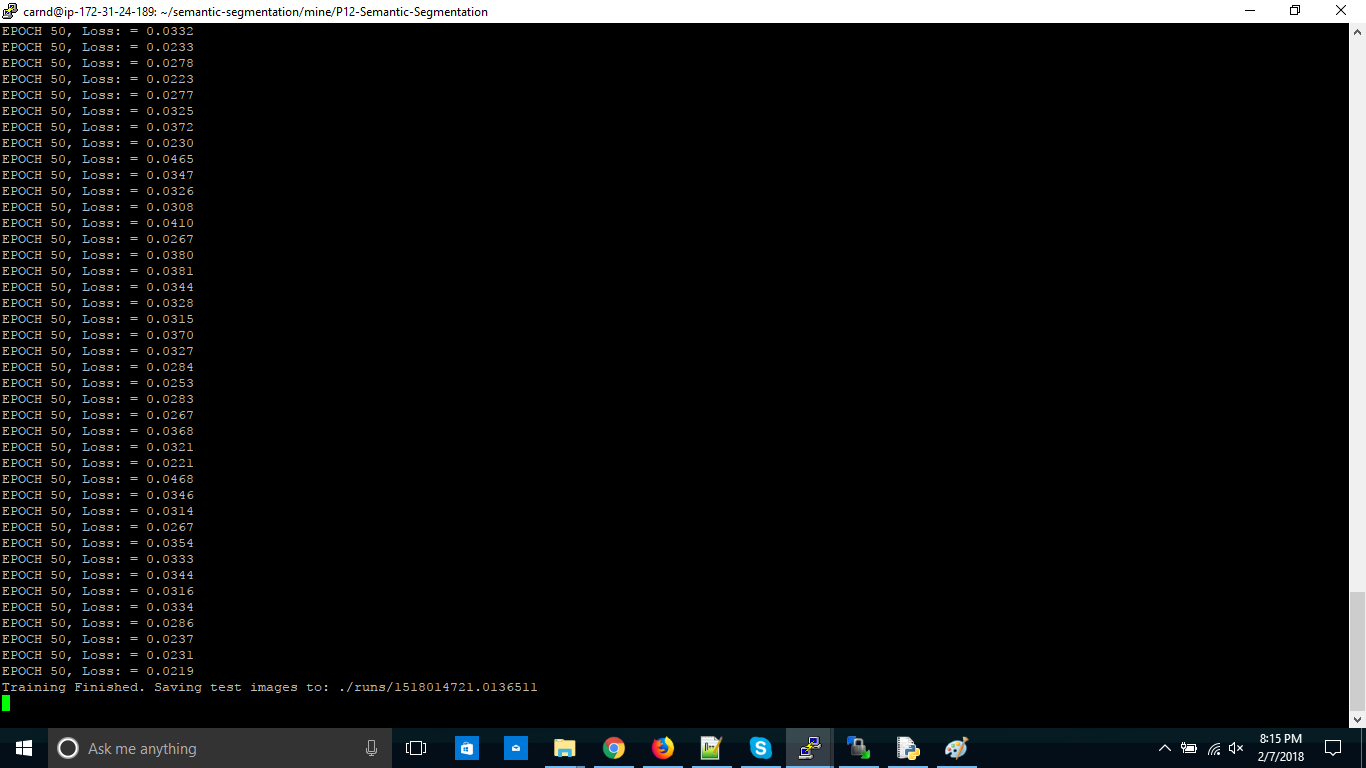 carnd@ip-172-31-24-189: ~/semantic-segmentation/mine/P12-Semantic-Segmentation
EPOCH 50, Loss: = 0.0332
EPOCH 50, Loss: = 0.0233
EPOCH 50, Loss: = 0.0278
EPOCH 50, Loss: = 0.0223
EPOCH 50, Loss: = 0.0277
EPOCH 50, Loss: = 0.0325
EPOCH 50, Loss: = 0.0372
EPOCH 50, Loss: = 0.0230
EPOCH 50, Loss: = 0.0465
EPOCH 50, Loss: = 0.0347
EPOCH 50, Loss: = 0.0326
EPOCH 50, Loss: = 0.0308
EPOCH 50, Loss: = 0.0410
EPOCH 50, Loss: = 0.0267
EPOCH 50, Loss: = 0.0380
EPOCH 50, Loss: = 0.0381
EPOCH 50, Loss: = 0.0344
EPOCH 50, Loss: = 0.0328
EPOCH 50, Loss: = 0.0315
EPOCH 50, Loss: = 0.0370
EPOCH 50, Loss: = 0.0327
EPOCH 50, Loss: = 0.0284
EPOCH 50, Loss: = 0.0253
EPOCH 50, Loss: = 0.0283
EPOCH 50, Loss: = 0.0267
EPOCH 50, Loss: = 0.0368
EPOCH 50, Loss: = 0.0321
EPOCH 50, Loss: = 0.0221
EPOCH 50, Loss: = 0.0468
EPOCH 50, Loss: = 0.0346
EPOCH 50, Loss: = 0.0314
EPOCH 50, Loss: = 0.0267
EPOCH 50, Loss: = 0.0354
EPOCH 50, Loss: = 0.0333
EPOCH 50, Loss: = 0.0344
EPOCH 50, Loss: = 0.0316
EPOCH 50, Loss: = 0.0334
EPOCH 50, Loss: = 0.0286
EPOCH 50, Loss: = 0.0237
EPOCH 50, Loss: = 0.0231
EPOCH 50, Loss: = 0.0219
Training Finished. Saving test images to: ./runs/1518014721.0136511
Ask me anything
8:15 PM
2/7/2018